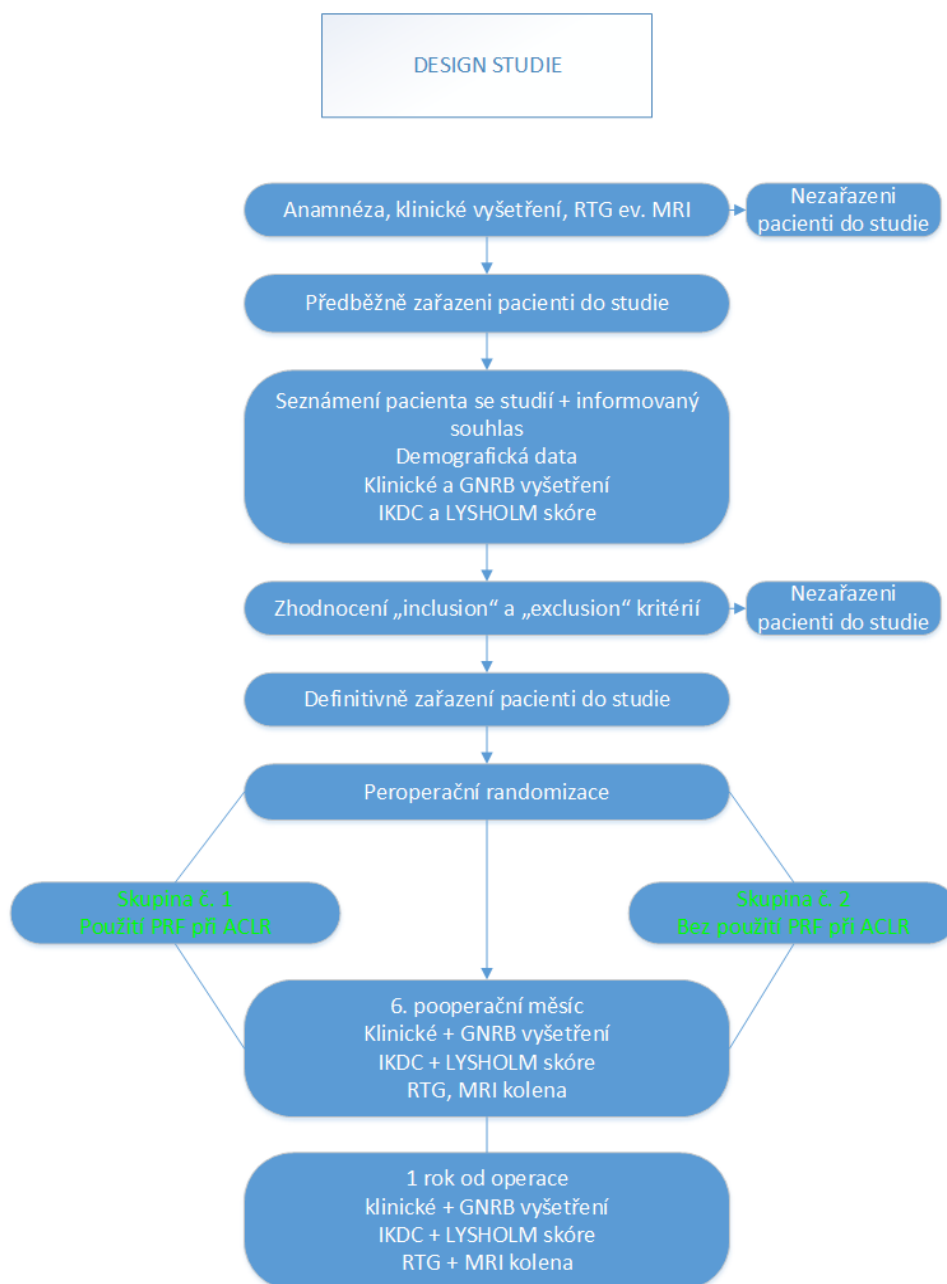 DESIGN STUDIE
Anamnéza, klinické vyšetření, RTG ev. MRI
Nezařazeni
pacienti do studie
Předběžně zařazeni pacienti do studie
Seznámení pacienta se studií + informovaný
souhlas
Demografická data
Klinické a GNRB vyšetření
IKDC a LYSHOLM skóre
Zhodnocení „inclusion“ a „exclusion“ kritérií
Nezařazeni
pacienti do studie
Definitivně zařazení pacienti do studie
Peroperační randomizace
Skupina č. 1
Použití PRF při ACLR
Skupina č. 2
Bez použití PRF při ACLR
6. pooperační měsíc
Klinické + GNRB vyšetření
IKDC + LYSHOLM skóre
RTG, MRI kolena
1 rok od operace
klinické + GNRB vyšetření
IKDC + LYSHOLM skóre
RTG + MRI kolena